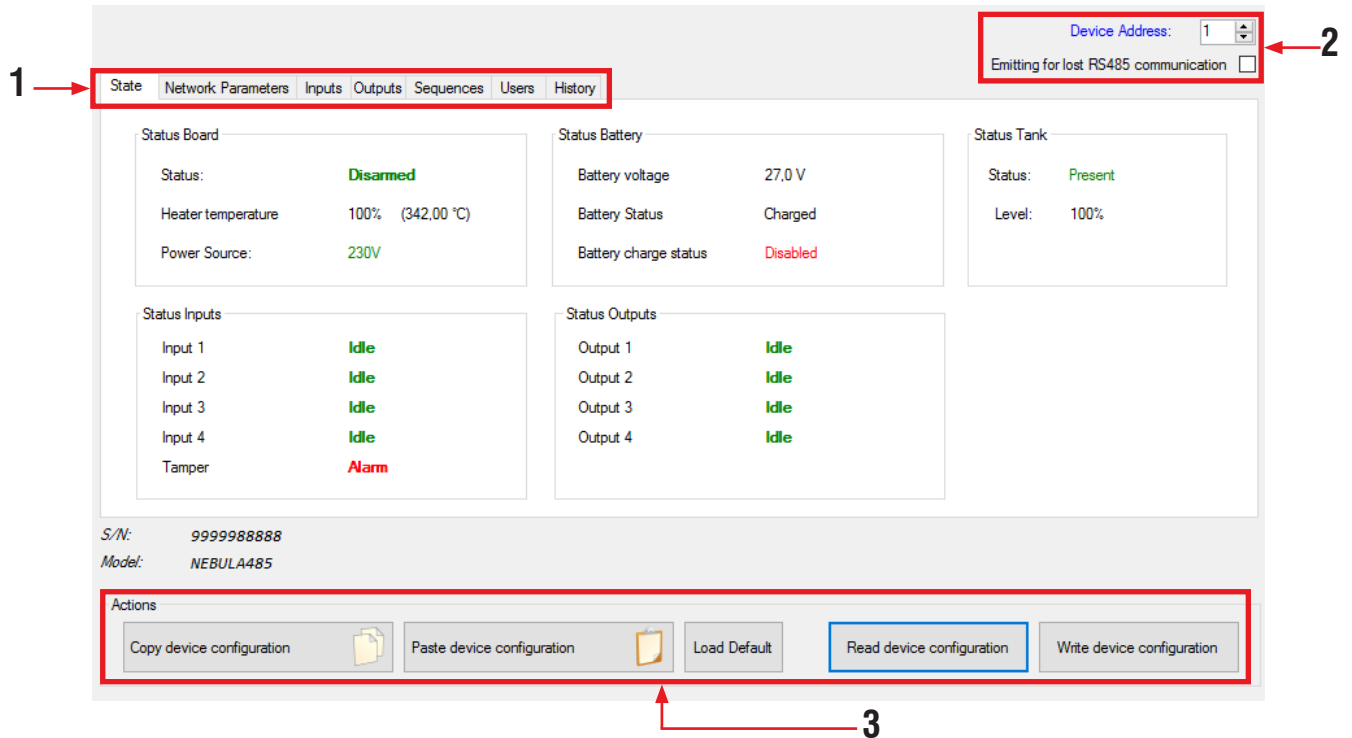 Device Address: 1
2
Emitting for lost RS485 communication
1
State Network Parameters Inputs Outputs Sequences Users History
Status Board
Status: Disarmed
Heater temperature 100% (342,00 °C)
Power Source: 230V
Status Battery
Battery voltage 27,0 V
Battery Status Charged
Battery charge status Disabled
Status Tank
Status: Present
Level: 100%
Status Inputs
Input 1 Idle
Input 2 Idle
Input 3 Idle
Input 4 Idle
Tamper Alarm
Status Outputs
Output 1 Idle
Output 2 Idle
Output 3 Idle
Output 4 Idle
S/N: 9999988888
Model: NEBULA485
Actions
Copy device configuration Paste device configuration Load Default Read device configuration Write device configuration
3